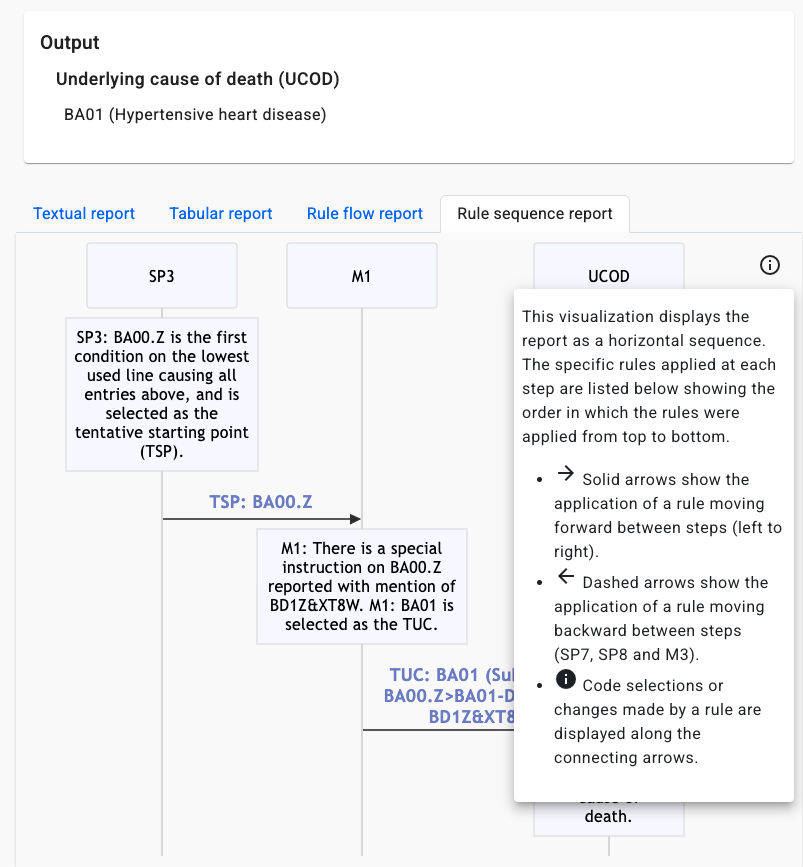 Output
Underlying cause of death (UCOD)
BA01 (Hypertensive heart disease)
Textual report
Tabular report
Rule flow report
Rule sequence report
SP3
M1
UCOD
SP3: BA00.Z is the first
condition on the lowest
used line causing all
entries above, and is
selected as the
tentative starting point
(TSP).
TSP: BA00.Z
M1: There is a special
instruction on BA00.Z
reported with mention of
BD1Z&XT8W. M1: BA01 is
selected as the TUC.
TUC: BA01 (Su
BA00.Z>BA01-D
BD1Z&XT8
This visualization displays the
report as a horizontal sequence.
The specific rules applied at each
step are listed below showing the
order in which the rules were
applied from top to bottom.
• → Solid arrows show the
application of a rule moving
forward between steps (left to
right).
• ← Dashed arrows show the
application of a rule moving
backward between steps
(SP7, SP8 and M3).
• Code selections or
changes made by a rule are
displayed along the
connecting arrows.
death.